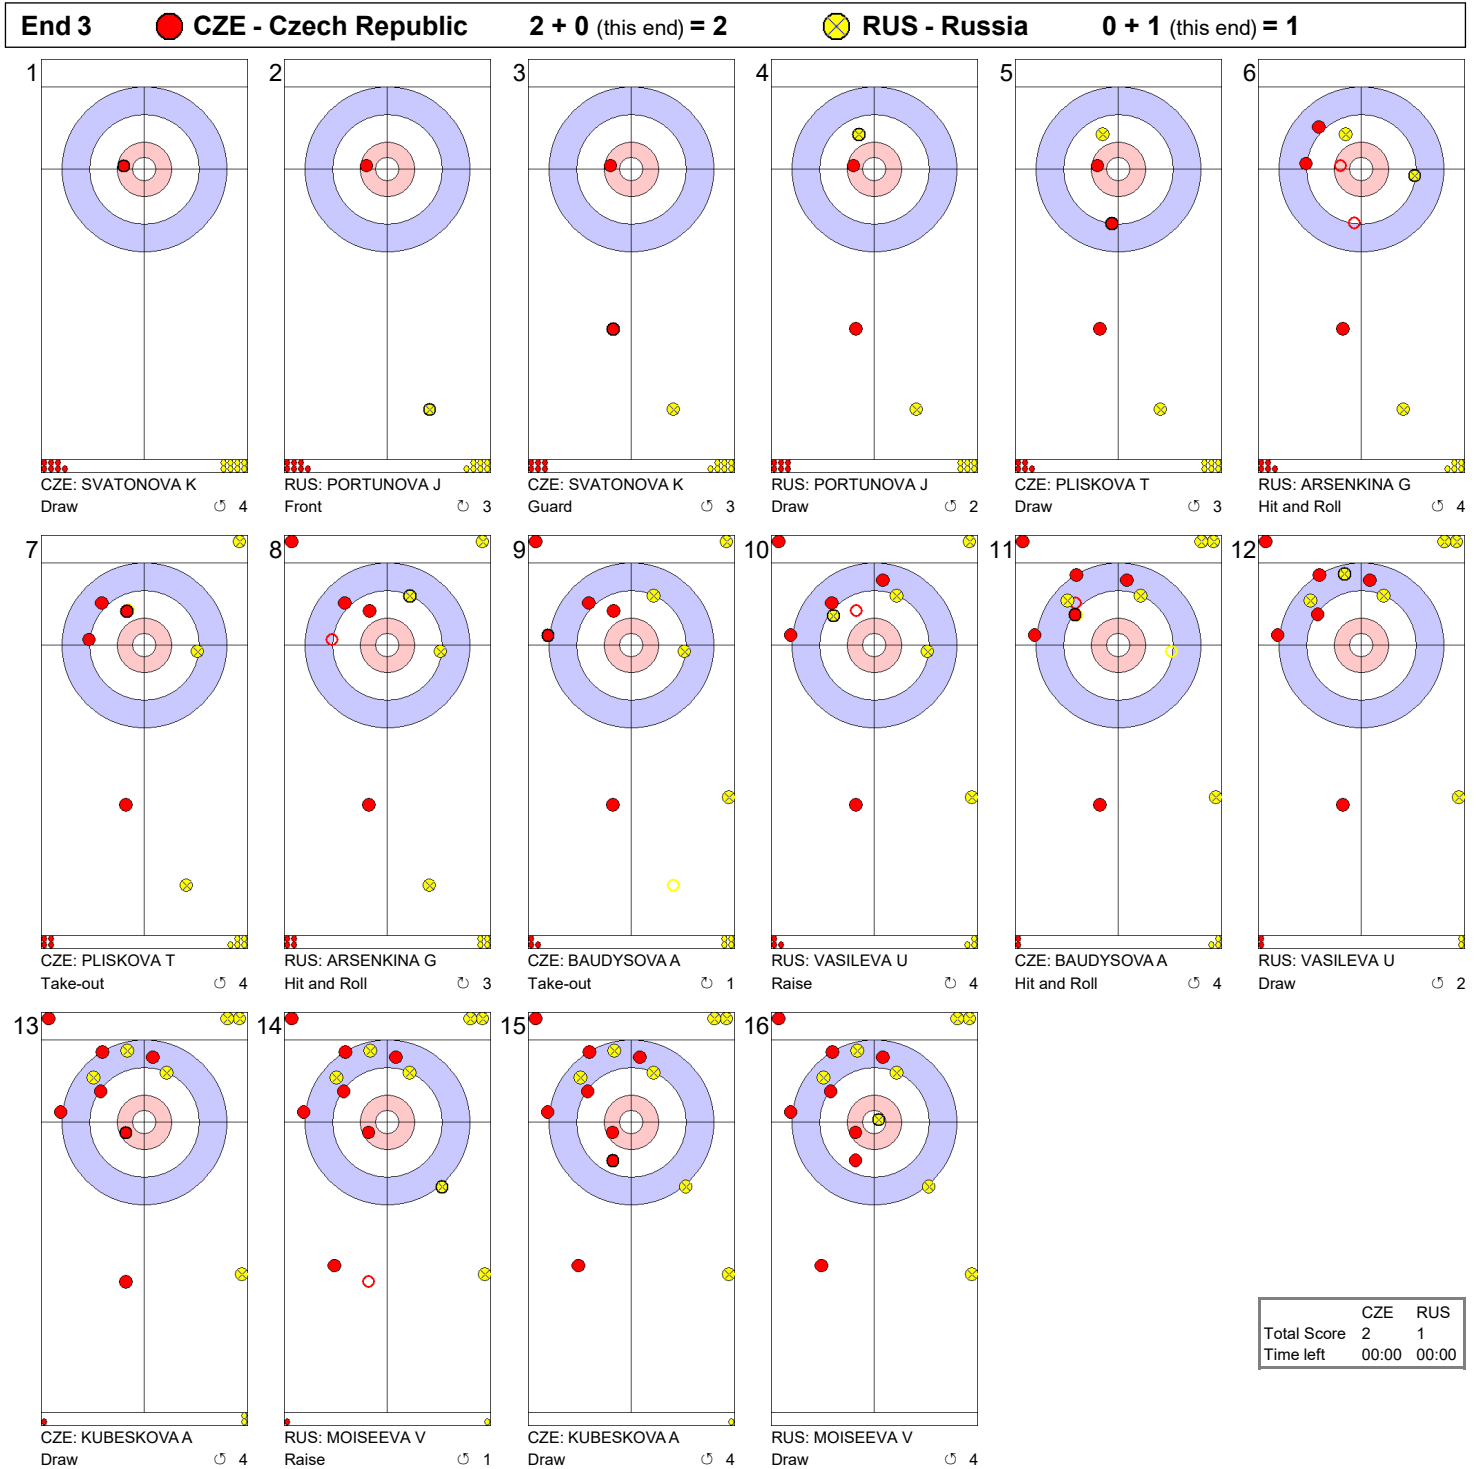 End 3 CZE - Czech Republic 2 + 0 (this end) = 2 RUS - Russia 0 + 1 (this end) = 1
1 2 3 4 5 6
CZE: SVATONOVA K RUS: PORTUNOVA J CZE: SVATONOVA K RUS: PORTUNOVA J CZE: PLISKOVA T RUS: ARSENKINA G
Draw ↺ 4 Front ↻ 3 Guard ↺ 3 Draw ↺ 2 Draw ↺ 3 Hit and Roll ↺ 4
7 8 9 10 11 12
CZE: PLISKOVA T RUS: ARSENKINA G CZE: BAUDYSOVA A RUS: VASILEVA U CZE: BAUDYSOVA A RUS: VASILEVA U
Take-out ↺ 4 Hit and Roll ↻ 3 Take-out ↻ 1 Raise ↻ 4 Hit and Roll ↺ 4 Draw ↺ 2
13 14 15 16
CZE RUS
Total Score 2 1
Time left 00:00 00:00
CZE: KUBESKOVA A RUS: MOISEEVA V CZE: KUBESKOVA A RUS: MOISEEVA V
Draw ↺ 4 Raise ↺ 1 Draw ↺ 4 Draw ↺ 4